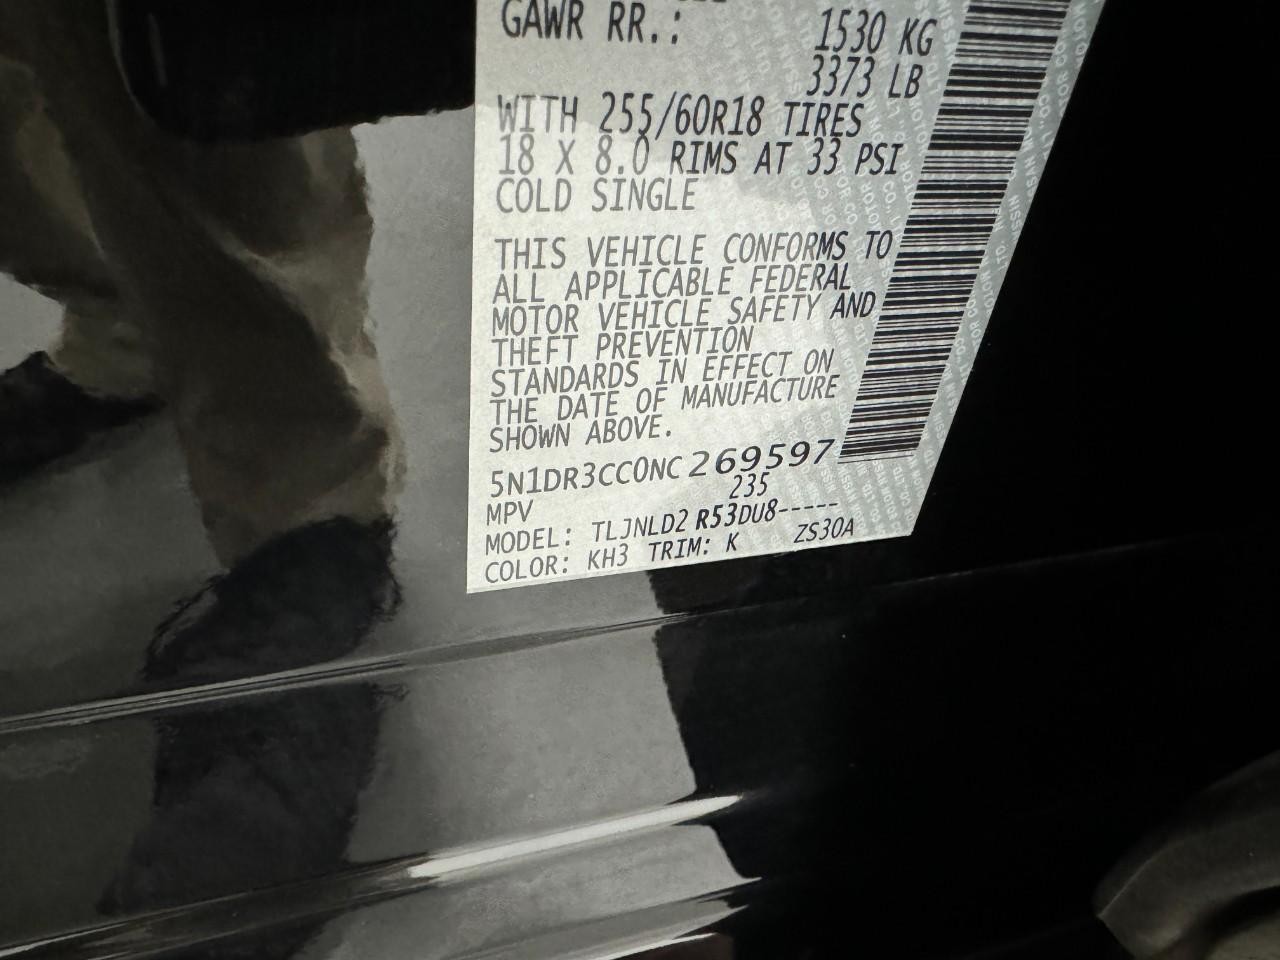 GAWR RR.: 1530 KG
3373 LB
WITH 255/60R18 TIRES
18 X 8.0 RIMS AT 33 PSI
COLD SINGLE
THIS VEHICLE CONFORMS TO
ALL APPLICABLE FEDERAL
MOTOR VEHICLE SAFETY AND
THEFT PREVENTION
STANDARDS IN EFFECT ON
THE DATE OF MANUFACTURE
SHOWN ABOVE.
5N1DR3CC0NC269597
MPV 235
MODEL: TLJNLD2 R53DU8-----
COLOR: KH3 TRIM: K ZS30A